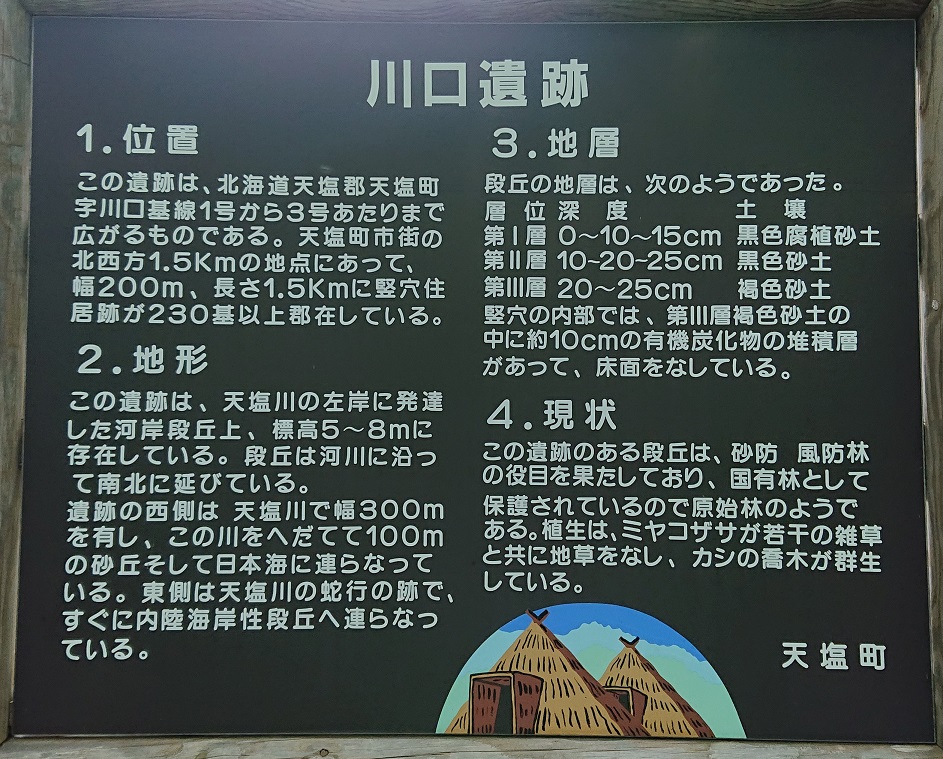 川口遺跡
1.位置
この遺跡は、北海道天塩郡天塩町
字川口基線1号から3号あたりまで
広がるものである。天塩町市街の
北西方1.5Kmの地点にあって、
幅200m、長さ1.5Kmに竪穴住
居跡が230基以上郡在している。
2.地形
この遺跡は、天塩川の左岸に発達
した河岸段丘上、標高5～8mに
存在している。段丘は河川に沿っ
て南北に延びている。
遺跡の西側は 天塩川で幅300m
を有し、この川をへだてて100m
の砂丘そして日本海に連らなって
いる。東側は天塩川の蛇行の跡で、
すぐに内陸海岸性段丘へ連らなっ
ている。
3.地層
段丘の地層は、次のようであった。
層 位 深 度 土 壌
第Ⅰ層 0～10～15cm 黒色腐植砂土
第Ⅱ層 10~20~25cm 黒色砂土
第Ⅲ層 20～25cm 褐色砂土
竪穴の内部では、第Ⅲ層褐色砂土の
中に約10cmの有機炭化物の堆積層
があって、床面をなしている。
4.現状
この遺跡のある段丘は、砂防 風防林
の役目を果たしており、国有林として
保護されているので原始林のようで
ある。植生は、ミヤコザサが若干の雑草
と共に地草をなし、カシの喬木が群生
している。
天塩町